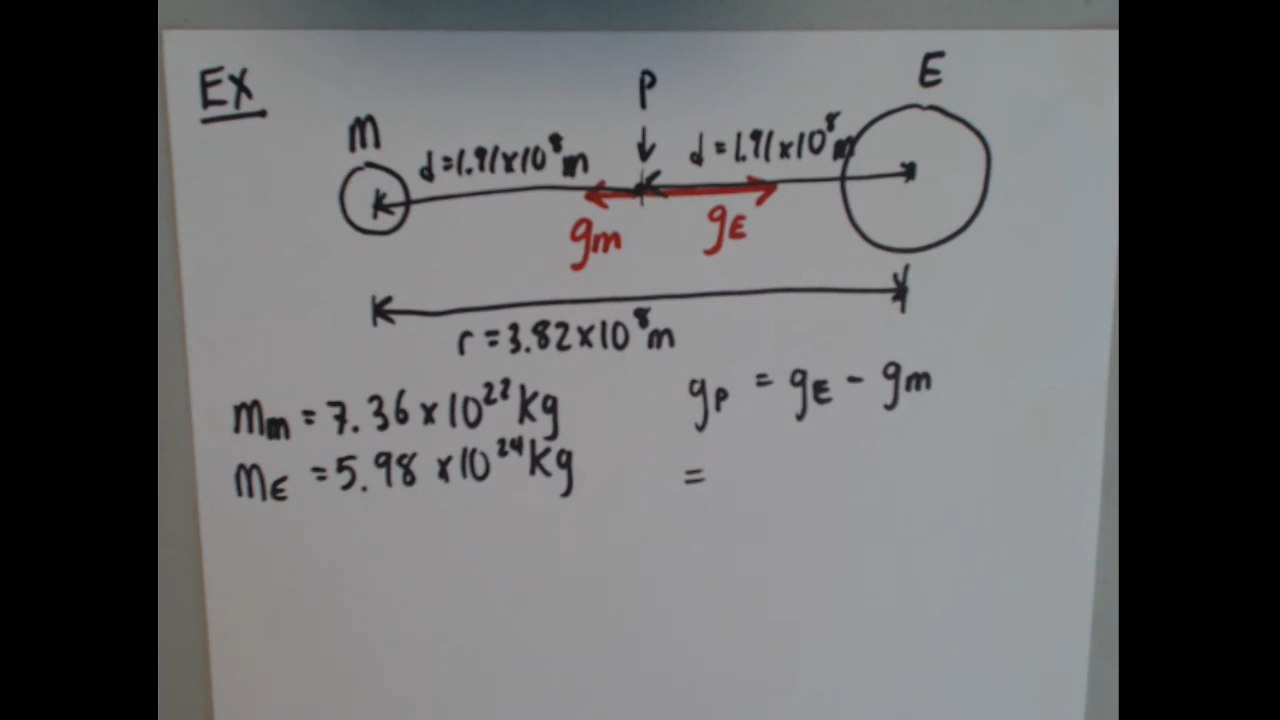 EX
P
E
m
d = 1.91 × 10⁸ m
d = 1.91 × 10⁸ m
gm gE
r = 3.82 × 10⁸ m
Mm = 7.36 × 10²² kg
ME = 5.98 × 10²⁴ kg
gP = gE - gm
=